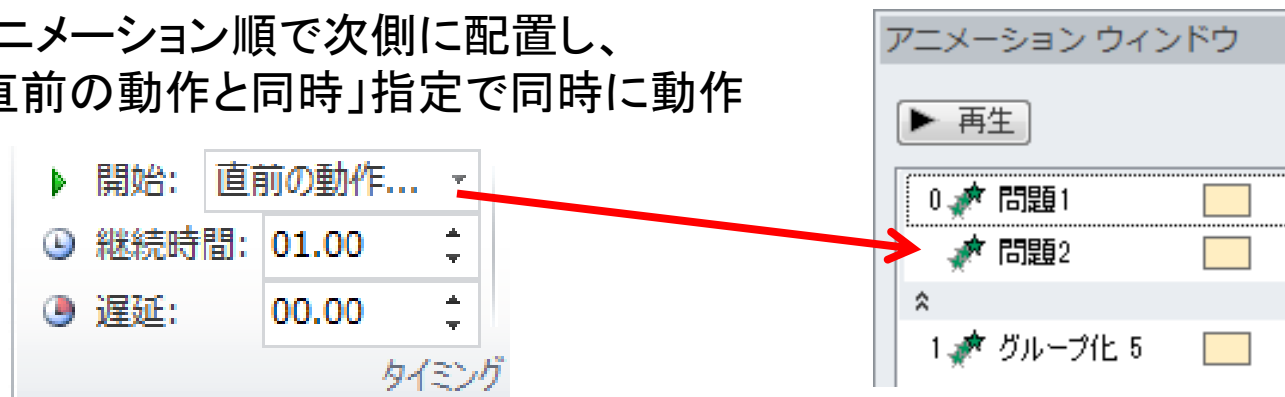 ニメーション順で次側に配置し、
直前の動作と同時」指定で同時に動作
開始: 直前の動作...
継続時間: 01.00
遅延: 00.00
タイミング
アニメーション ウィンドウ
再生
0 問題1
問題2
1 グループ化 5